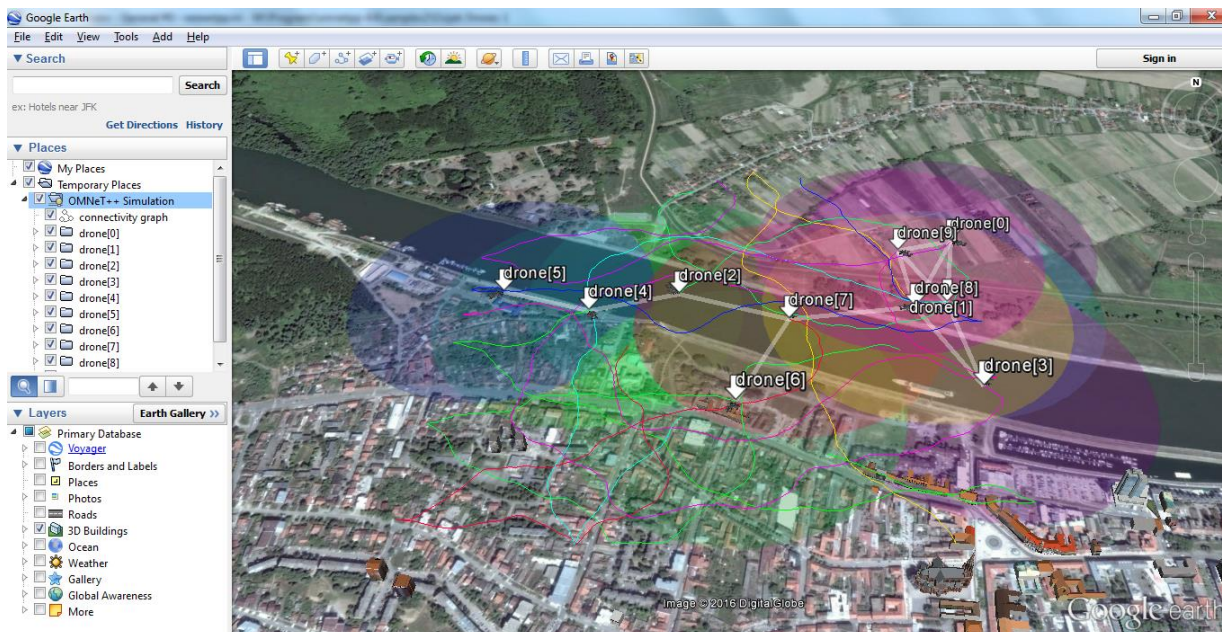 Google Earth
File Edit View Tools Add Help
Search
Search
Sign in
ex: Hotels near JFK
Get Directions History
N
Places
My Places
Temporary Places
OMNeT++ Simulation
connectivity graph
drone[0]
drone[1]
drone[2]
drone[3]
drone[4]
drone[5]
drone[6]
drone[7]
drone[8]
drone[0]
drone[9]
drone[5]
drone[2]
drone[4]
drone[8]
drone[7]
drone[1]
drone[3]
drone[6]
Layers
Earth Gallery >>
Primary Database
Voyager
Borders and Labels
Places
Photos
Roads
3D Buildings
Ocean
Weather
Gallery
Global Awareness
More
Image © 2016 DigitalGlobe
Google earth